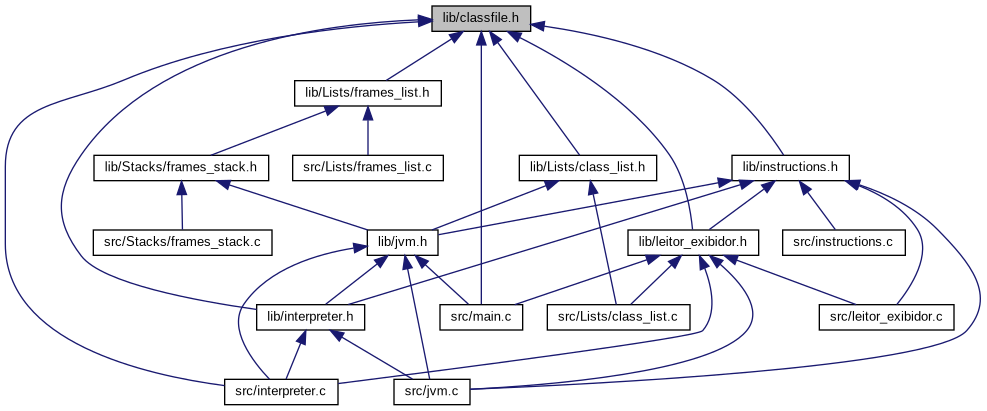 lib/classfile.h
lib/Lists/frames_list.h
lib/Stacks/frames_stack.h
src/Lists/frames_list.c
lib/Lists/class_list.h
lib/instructions.h
src/Stacks/frames_stack.c
lib/jvm.h
lib/leitor_exibidor.h
src/instructions.c
lib/interpreter.h
src/main.c
src/Lists/class_list.c
src/leitor_exibidor.c
src/interpreter.c
src/jvm.c